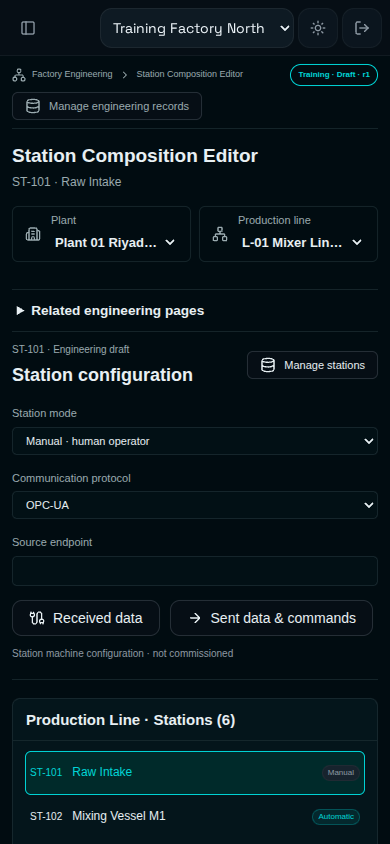 Training Factory North
Factory Engineering > Station Composition Editor
Training · Draft · r1
Manage engineering records
Station Composition Editor
ST-101 · Raw Intake
Plant
Plant 01 Riyad...
Production line
L-01 Mixer Lin...
Related engineering pages
ST-101 · Engineering draft
Station configuration
Manage stations
Station mode
Manual · human operator
Communication protocol
OPC-UA
Source endpoint
Received data
Sent data & commands
Station machine configuration · not commissioned
Production Line · Stations (6)
ST-101 Raw Intake Manual
ST-102 Mixing Vessel M1 Automatic